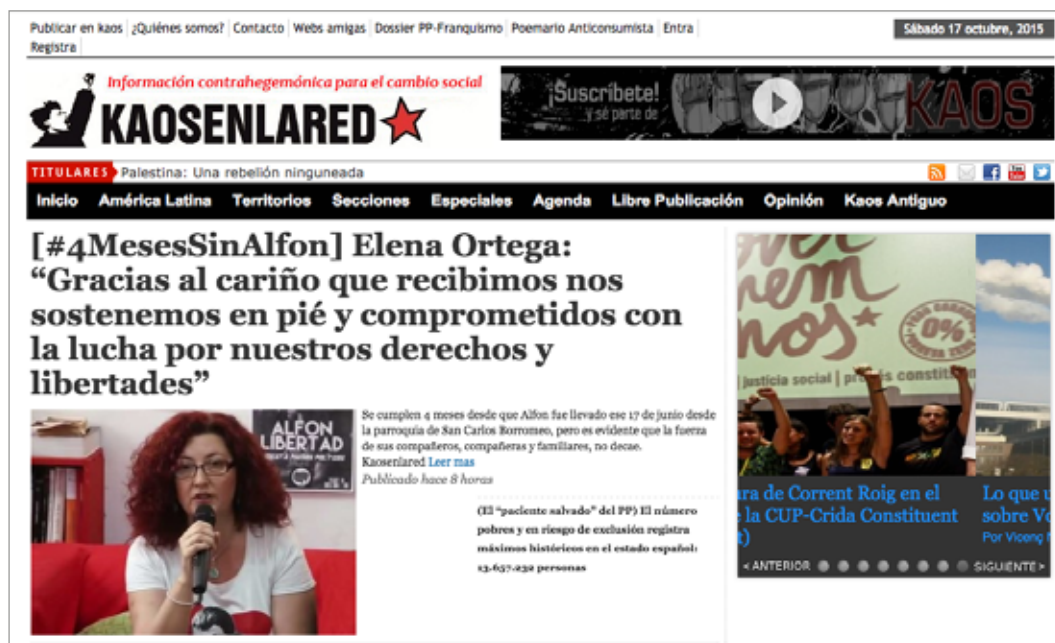 Publicar en kaos ¿Quiénes somos? Contacto Webs amigas Dossier PP-Franquismo Poemario Anticonsumista Entra
Registra
Sábado 17 octubre, 2015
Información contrahegemónica para el cambio social
KAOSENLARED
¡Suscríbete!
y sé parte de
KAOS
TITULARES Palestina: Una rebelión ninguneada
Inicio América Latina Territorios Secciones Especiales Agenda Libre Publicación Opinión Kaos Antiguo
[#4MesesSinAlfon] Elena Ortega:
“Gracias al cariño que recibimos nos
sostenemos en pié y comprometidos con
la lucha por nuestros derechos y
libertades”
ALFON
LIBERTAD
Se cumplen 4 meses desde que Alfon fue llevado ese 17 de junio desde
la parroquia de San Carlos Borromeo, pero es evidente que la fuerza
de sus compañeros, compañeras y familiares, no decae.
Kaosenlared Leer mas
Publicado hace 8 horas
(El “paciente salvado” del PP) El número
pobres y en riesgo de exclusión registra
máximos históricos en el estado español:
13.657.232 personas
nos
0%
justícia social
ura de Corrent Roig en el
la CUP-Crida Constituent
t)
Lo que u
sobre Ve
Por Vicenç N
< ANTERIOR SIGUIENTE >